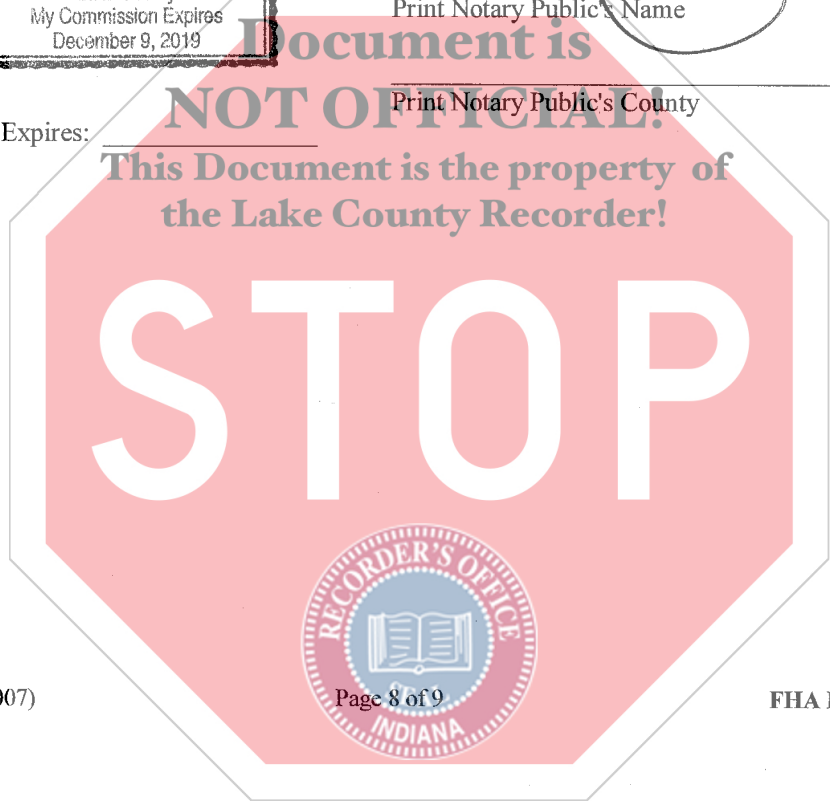 My Commission Expires
December 9, 2019
Print Notary Public's Name
Document is
NOT OFFICIAL!
Print Notary Public's County
Expires:
This Document is the property of
the Lake County Recorder!
STOP
RECORDER'S OFFICE
SEAL
INDIANA
907)
Page 8 of 9
FHA